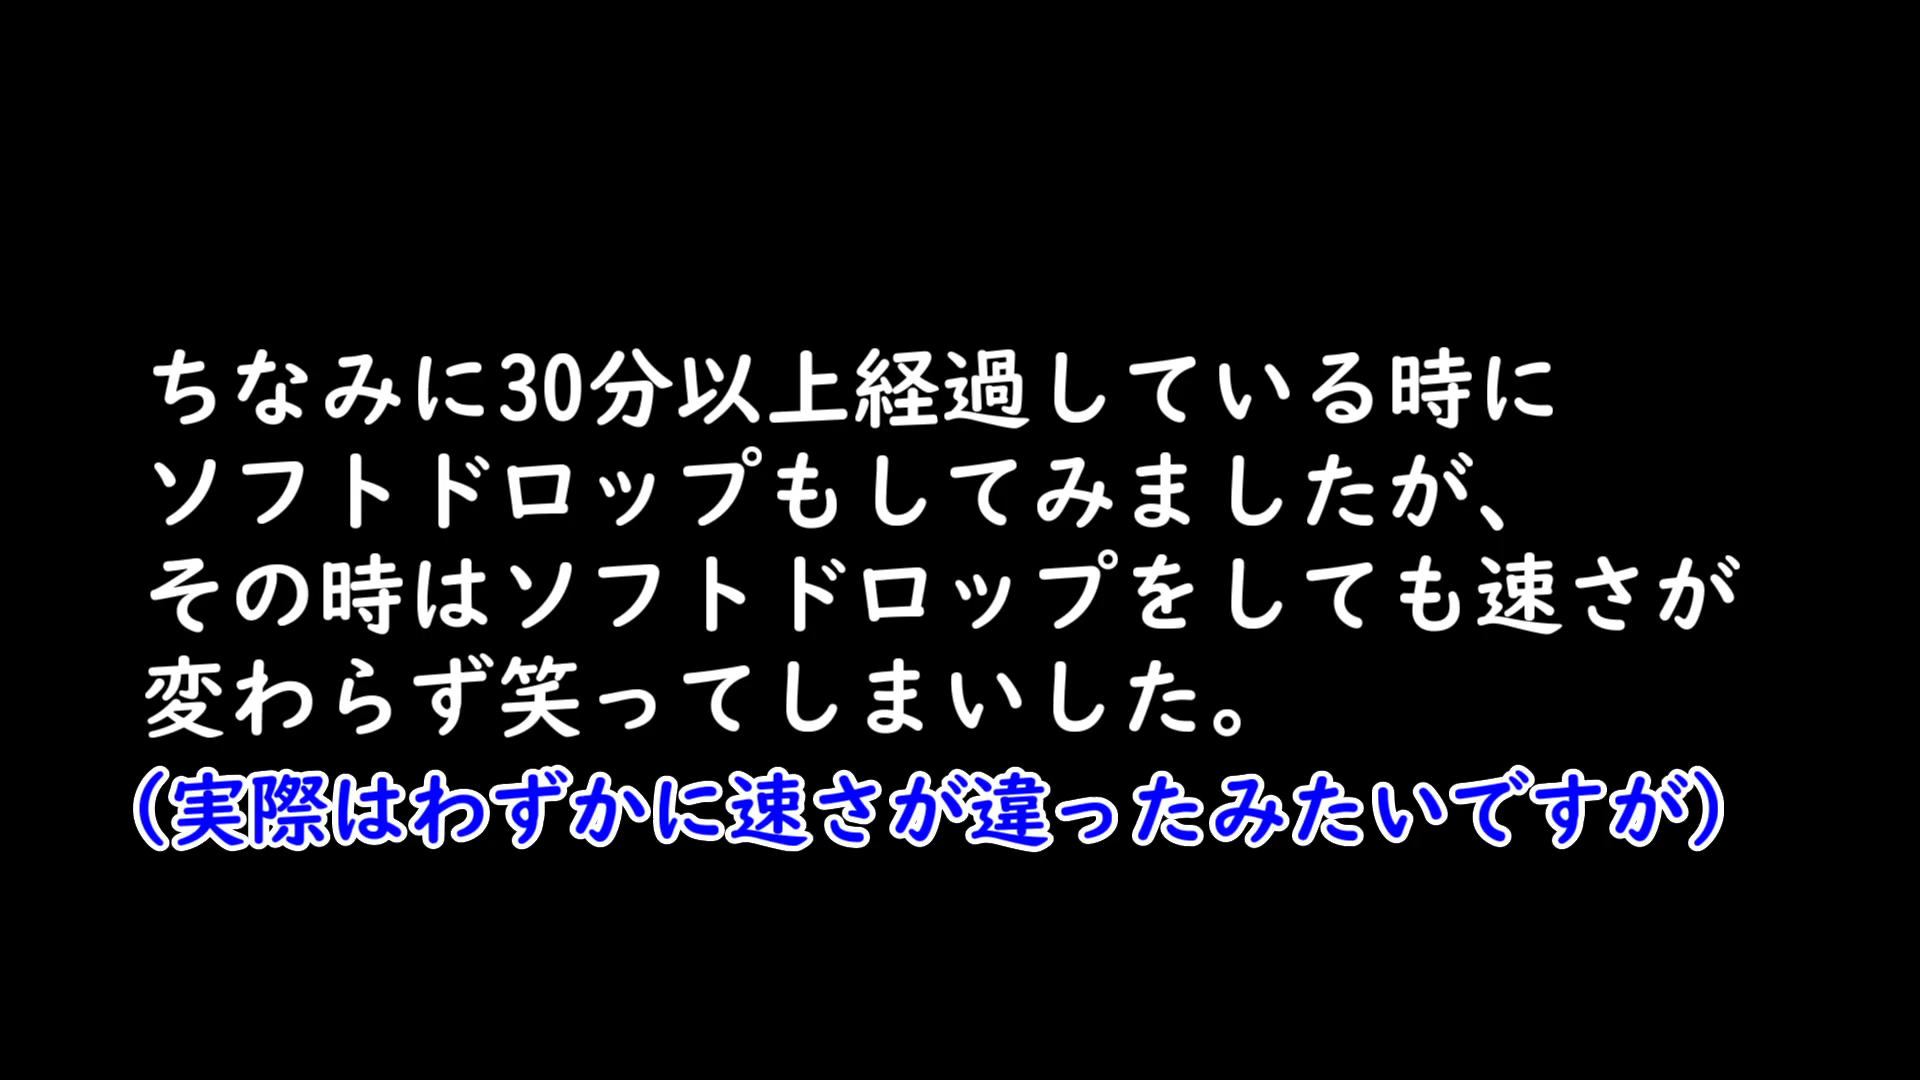 ちなみに30分以上経過している時に
ソフトドロップもしてみましたが、
その時はソフトドロップをしても速さが
変わらず笑ってしまいした。
（実際はわずかに速さが違ったみたいですが）